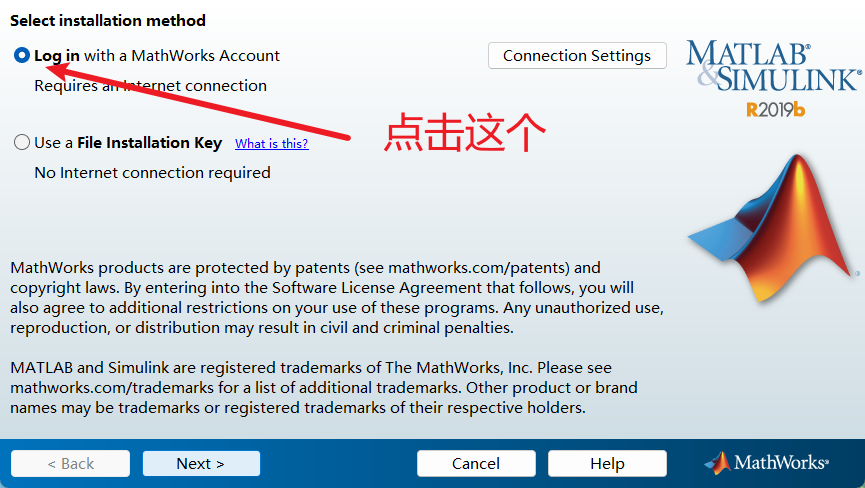 Select installation method
Log in with a MathWorks Account
Connection Settings
Requires an Internet connection
点击这个
Use a File Installation Key What is this?
No Internet connection required
MATLAB®
&SIMULINK®
R2019b
MathWorks products are protected by patents (see mathworks.com/patents) and
copyright laws. By entering into the Software License Agreement that follows, you will
also agree to additional restrictions on your use of these programs. Any unauthorized use,
reproduction, or distribution may result in civil and criminal penalties.
MATLAB and Simulink are registered trademarks of The MathWorks, Inc. Please see
mathworks.com/trademarks for a list of additional trademarks. Other product or brand
names may be trademarks or registered trademarks of their respective holders.
< Back
Next >
Cancel
Help
MathWorks®